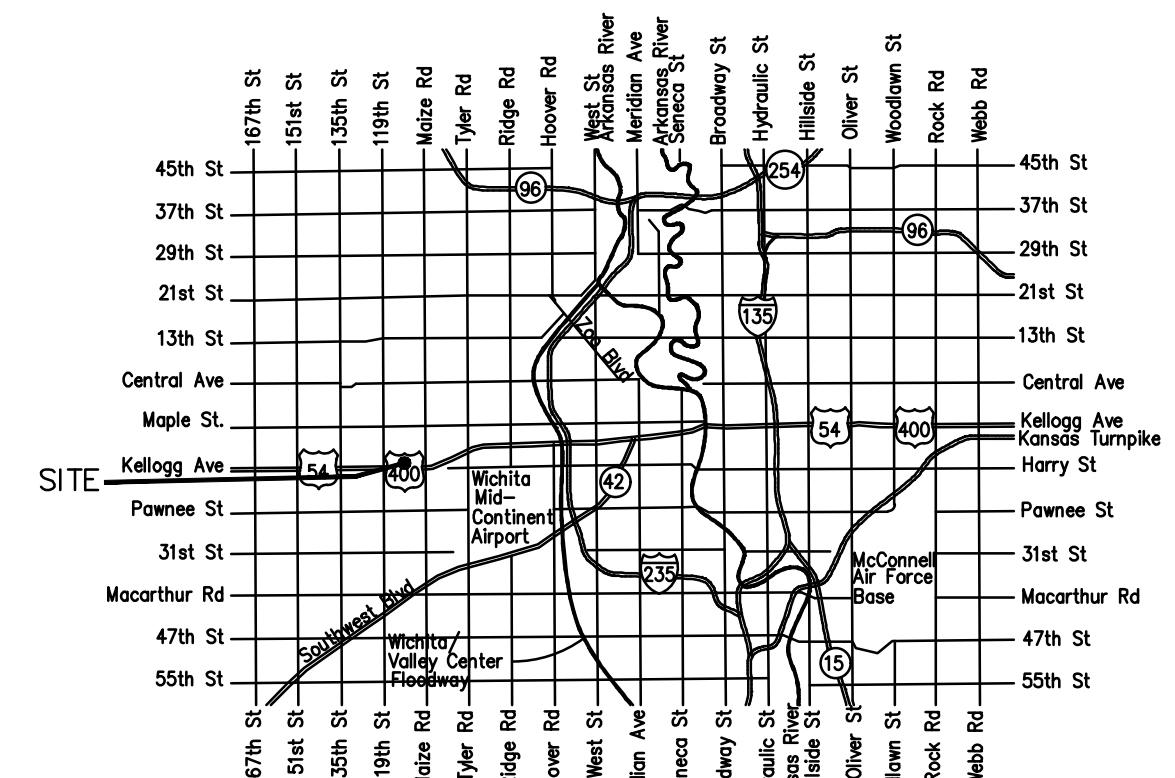 167th St
151st St
135th St
119th St
Maize Rd
Tyler Rd
Ridge Rd
Hoover Rd
West St
Arkansas River
Meridian Ave
Arkansas River
Seneca St
Broadway St
Hydraulic St
Hillside St
Oliver St
Woodlawn St
Rock Rd
Webb Rd
45th St
37th St
29th St
21st St
13th St
Central Ave
Maple St.
Kellogg Ave
SITE
Pawnee St
31st St
Macarthur Rd
47th St
55th St
96
254
96
135
Zoo Blvd
54
400
54
400
42
Wichita
Mid-
Continent
Airport
235
McConnell
Air Force
Base
Southwest Blvd
Wichita/
Valley Center
Floodway
15
45th St
37th St
29th St
21st St
13th St
Central Ave
Kellogg Ave
Kansas Turnpike
Harry St
Pawnee St
31st St
Macarthur Rd
47th St
55th St
67th St
51st St
35th St
19th St
aize Rd
Tyler Rd
idge Rd
over Rd
West St
ian Ave
neca St
dway St
aulic St
sas River
lside St
Oliver St
lawn St
Rock Rd
ebb Rd